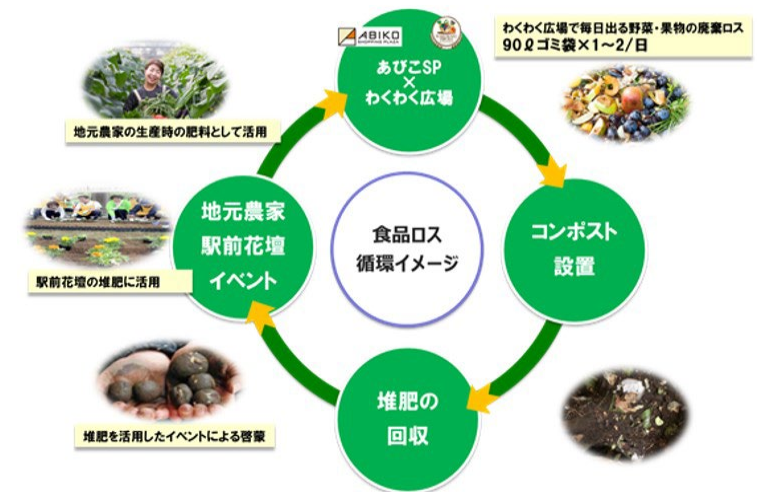 ABIKO
SHOPPING PLAZA
あびこSP
×
わくわく広場
わくわく広場で毎日出る野菜・果物の廃棄ロス
90ℓゴミ袋×1〜2/日
地元農家の生産時の肥料として活用
地元農家
駅前花壇
イベント
食品ロス
循環イメージ
コンポスト
設置
駅前花壇の堆肥に活用
堆肥の
回収
堆肥を活用したイベントによる啓蒙